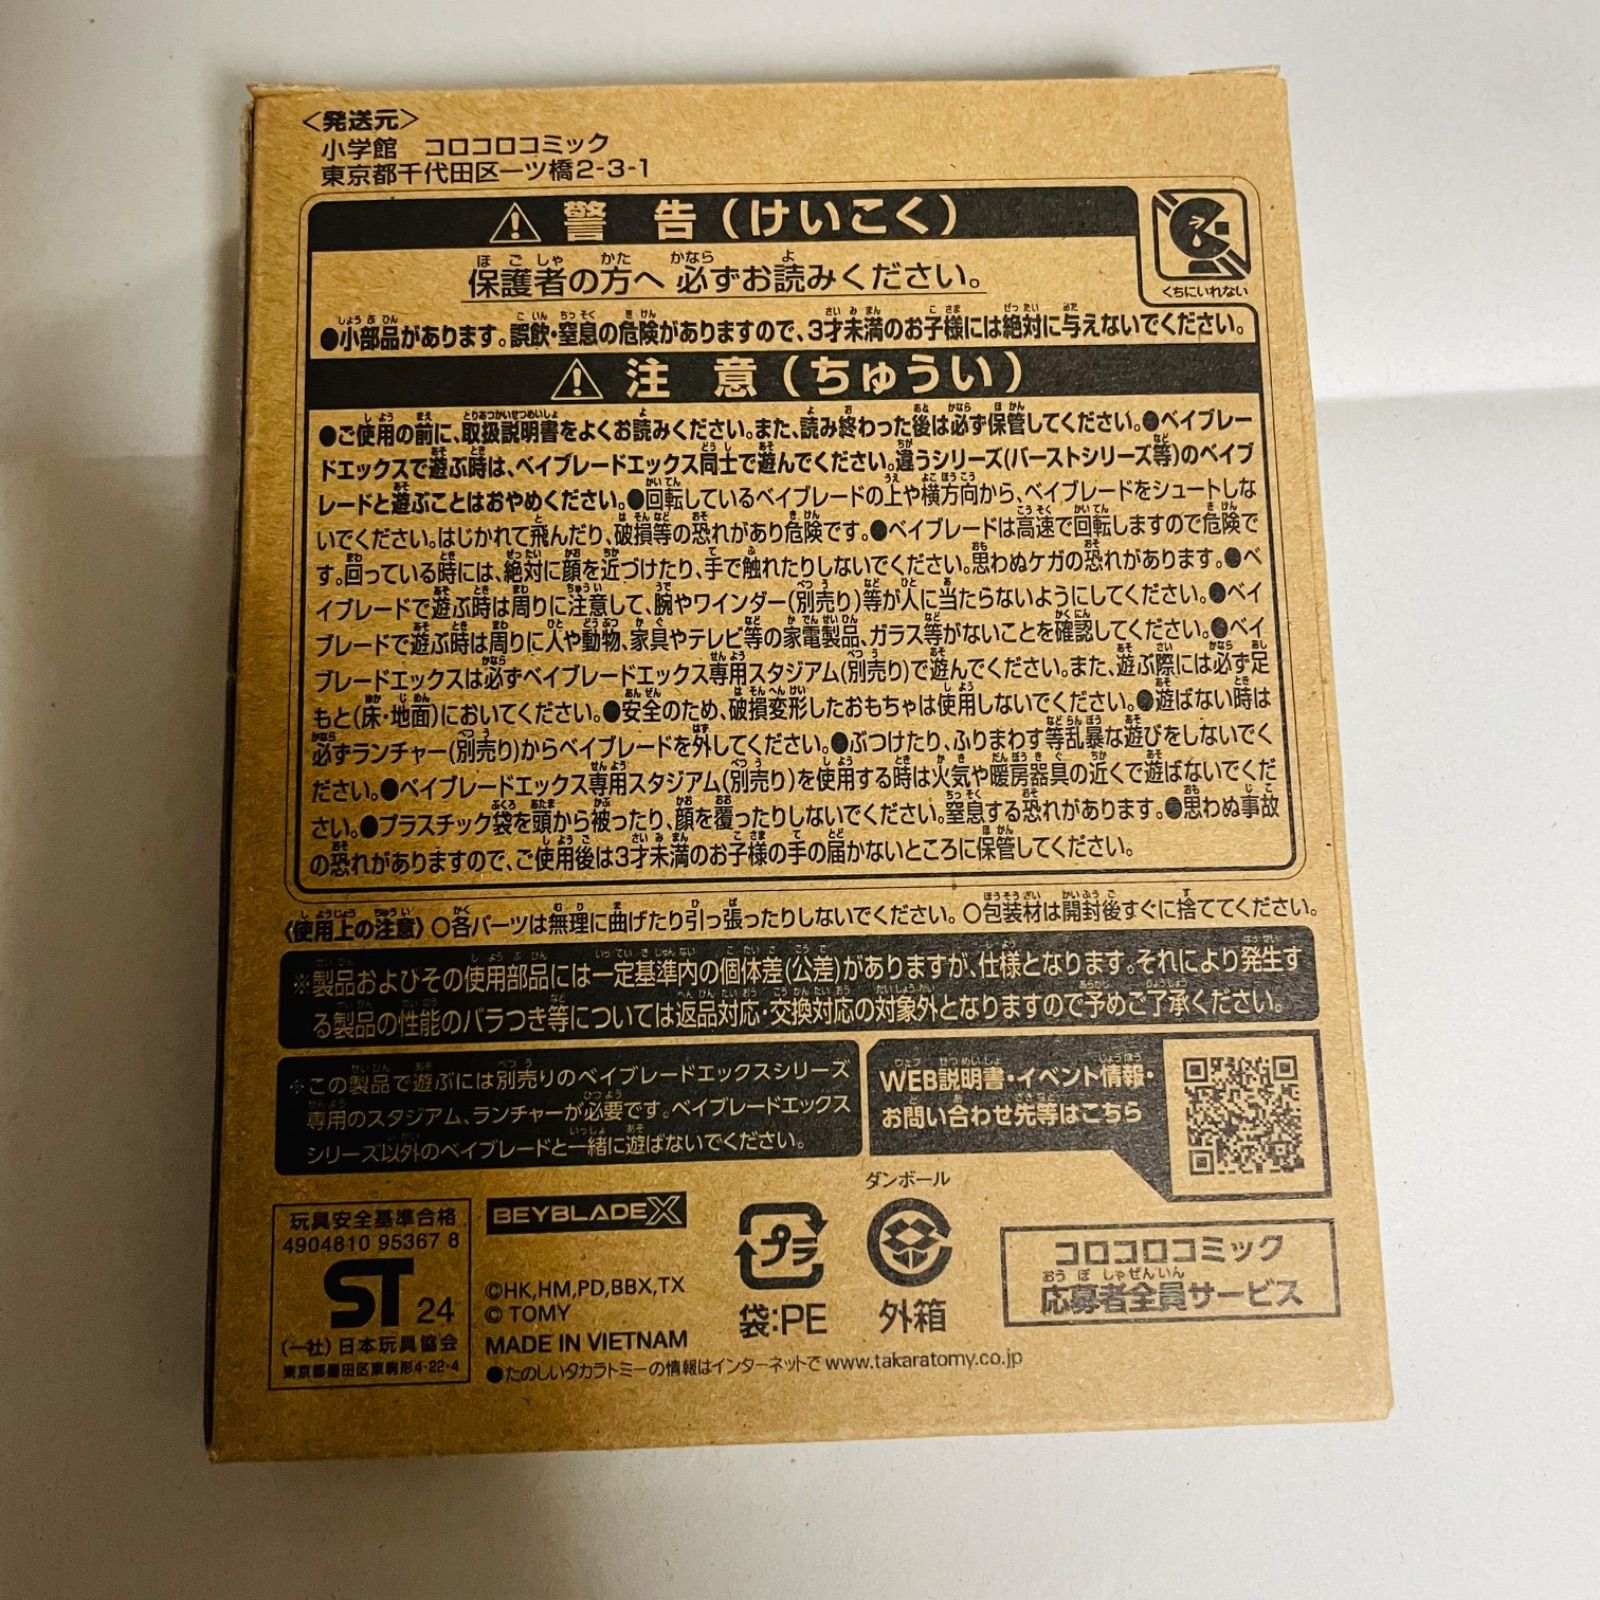 <発送元>
小学館　コロコロコミック
東京都千代田区一ツ橋2-3-1
警　告(けいこく)
くちにいれない
保護者の方へ 必ずお読みください。
●小部品があります。誤飲・窒息の危険がありますので、3才未満のお子様には絶対に与えないでください。
注　意(ちゅうい)
●ご使用の前に、取扱説明書をよくお読みください。また、読み終わった後は必ず保管してください。●ベイブレー
ドエックスで遊ぶ時は、ベイブレードエックス同士で遊んでください。違うシリーズ(バーストシリーズ等)のベイブ
レードと遊ぶことはおやめください。●回転しているベイブレードの上や横方向から、ベイブレードをシュートしな
いでください。はじかれて飛んだり、破損等の恐れがあり危険です。●ベイブレードは高速で回転しますので危険で
す。回っている時には、絶対に顔を近づけたり、手で触れたりしないでください。思わぬケガの恐れがあります。●ベ
イブレードで遊ぶ時は周りに注意して、腕やワインダー(別売り)等が人に当たらないようにしてください。●ベイ
ブレードで遊ぶ時は周りに人や動物、家具やテレビ等の家電製品、ガラス等がないことを確認してください。●ベイ
ブレードエックスは必ずベイブレードエックス専用スタジアム(別売り)で遊んでください。また、遊ぶ際には必ず足
もと(床・地面)においてください。●安全のため、破損変形したおもちゃは使用しないでください。●遊ばない時は
必ずランチャー(別売り)からベイブレードを外してください。●ぶつけたり、ふりまわす等乱暴な遊びをしないでく
ださい。●ベイブレードエックス専用スタジアム(別売り)を使用する時は火気や暖房器具の近くで遊ばないでくだ
さい。●プラスチック袋を頭から被ったり、顔を覆ったりしないでください。窒息する恐れがあります。●思わぬ事故
の恐れがありますので、ご使用後は3才未満のお子様の手の届かないところに保管してください。
〈使用上の注意〉○各パーツは無理に曲げたり引っ張ったりしないでください。○包装材は開封後すぐに捨ててください。
※製品およびその使用部品には一定基準内の個体差(公差)がありますが、仕様となります。それにより発生す
る製品の性能のバラつき等については返品対応・交換対応の対象外となりますので予めご了承ください。
※この製品で遊ぶには別売りのベイブレードエックスシリーズ
専用のスタジアム、ランチャーが必要です。ベイブレードエックス
シリーズ以外のベイブレードと一緒に遊ばないでください。
WEB説明書・イベント情報・
お問い合わせ先等はこちら
玩具安全基準合格
4904810 95367 8
ST 24
(一社)日本玩具協会
東京都墨田区東駒形4-22-4
BEYBLADE X
©HK,HM,PD,BBX,TX
© TOMY
MADE IN VIETNAM
●たのしいタカラトミーの情報はインターネットで www.takaratomy.co.jp
プラ
袋:PE
ダンボール
外箱
コロコロコミック
応募者全員サービス